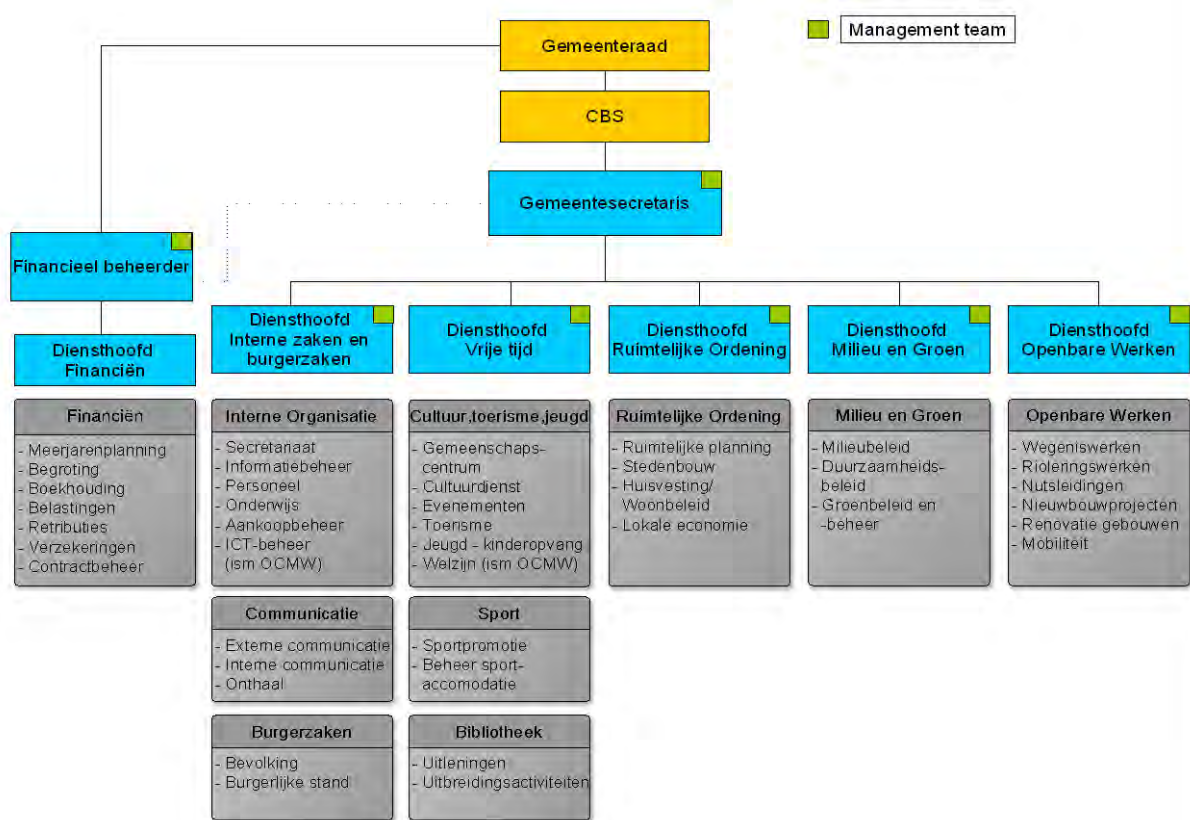 Gemeenteraad
Management team
CBS
Gemeentesecretaris
Financieel beheerder
Diensthoofd
Financiën
Diensthoofd
Interne zaken en
burgerzaken
Diensthoofd
Vrije tijd
Diensthoofd
Ruimtelijke Ordening
Diensthoofd
Milieu en Groen
Diensthoofd
Openbare Werken
Financiën
- Meerjarenplanning
- Begroting
- Boekhouding
- Belastingen
- Retributies
- Verzekeringen
- Contractbeheer
Interne Organisatie
- Secretariaat
- Informatiebeheer
- Personeel
- Onderwijs
- Aankoopbeheer
- ICT-beheer
(ism OCMW)
Communicatie
- Externe communicatie
- Interne communicatie
- Onthaal
Burgerzaken
- Bevolking
- Burgerlijke stand
Cultuur,toerisme,jeugd
- Gemeenschaps-
centrum
- Cultuurdienst
- Evenementen
- Toerisme
- Jeugd - kinderopvang
- Welzijn (ism OCMW)
Sport
- Sportpromotie
- Beheer sport-
accomodatie
Bibliotheek
- Uitleningen
- Uitbreidingsactiviteiten
Ruimtelijke Ordening
- Ruimtelijke planning
- Stedenbouw
- Huisvesting/
Woonbeleid
- Lokale economie
Milieu en Groen
- Milieubeleid
- Duurzaamheids-
beleid
- Groenbeleid en
-beheer
Openbare Werken
- Wegeniswerken
- Rioleringswerken
- Nutsleidingen
- Nieuwbouwprojecten
- Renovatie gebouwen
- Mobiliteit